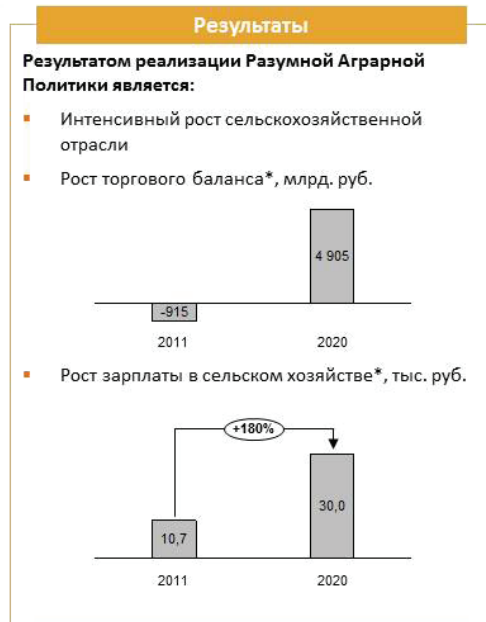 Результаты
Результатом реализации Разумной Аграрной
Политики является:
Интенсивный рост сельскохозяйственной
отрасли
Рост торгового баланса*, млрд. руб.
4 905
-915
2011 2020
Рост зарплаты в сельском хозяйстве*, тыс. руб.
+180%
30,0
10,7
2011 2020